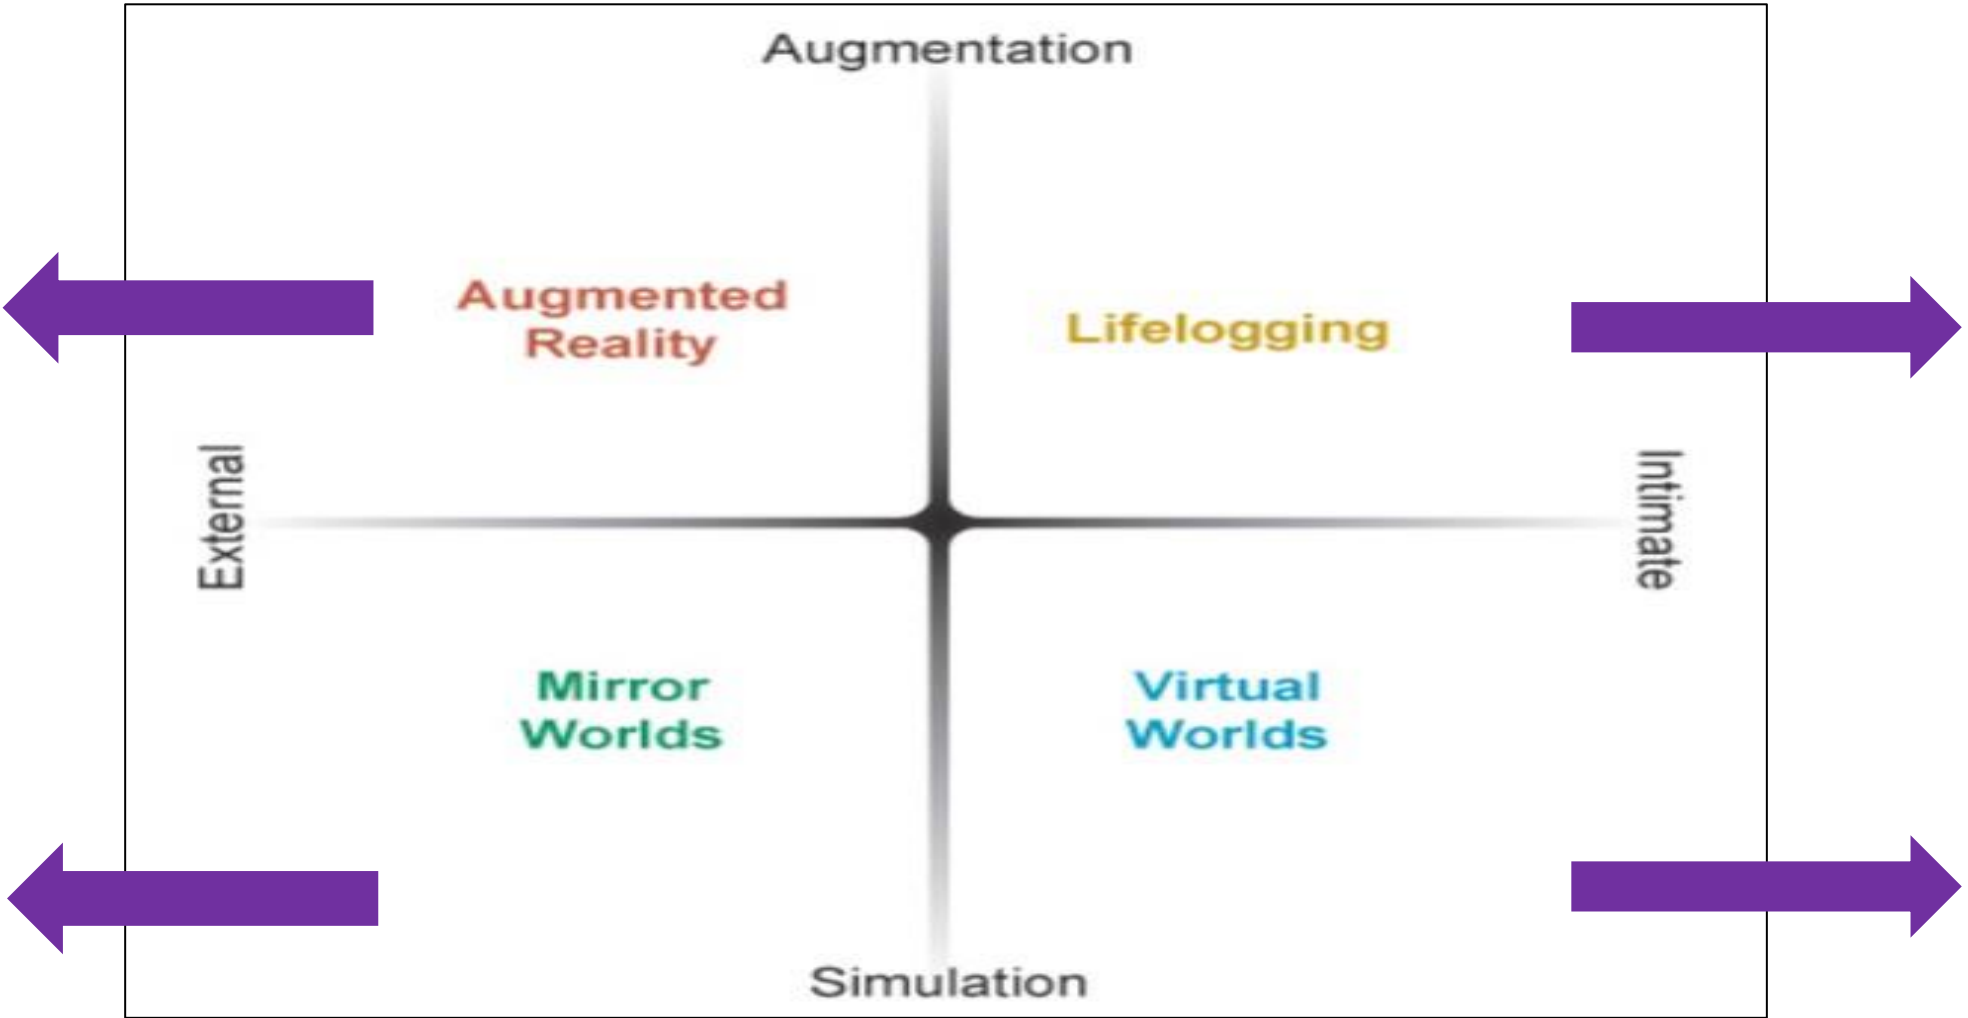 Augmentation
Augmented
Reality
Lifelogging
External
Intimate
Mirror
Worlds
Virtual
Worlds
Simulation